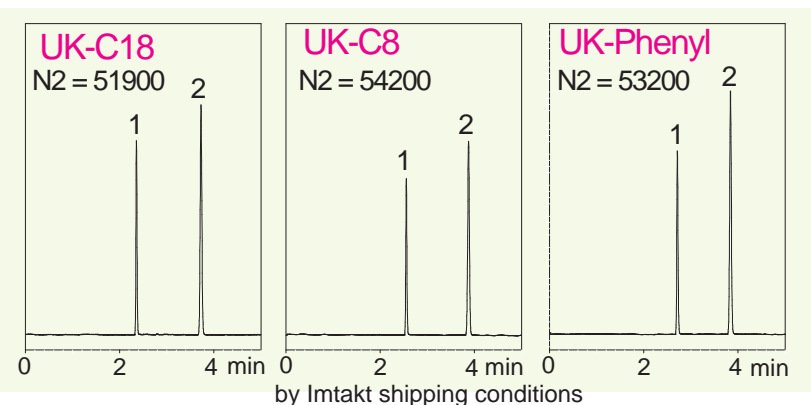 UK-C18
N2 = 51900
1
2
0 2 4 min
UK-C8
N2 = 54200
1
2
0 2 4 min
UK-Phenyl
N2 = 53200
1
2
0 2 4 min
by Imtakt shipping conditions